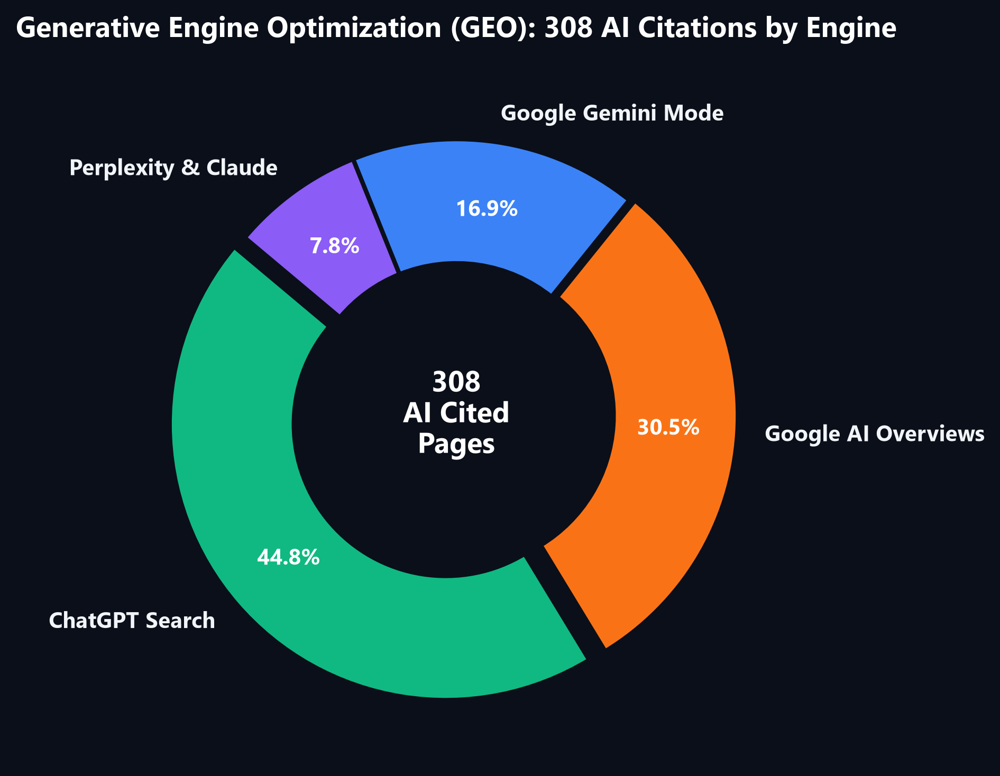 Generative Engine Optimization (GEO): 308 AI Citations by Engine
Google Gemini Mode
Perplexity & Claude
16.9%
7.8%
308
AI Cited
Pages
30.5%
Google AI Overviews
44.8%
ChatGPT Search